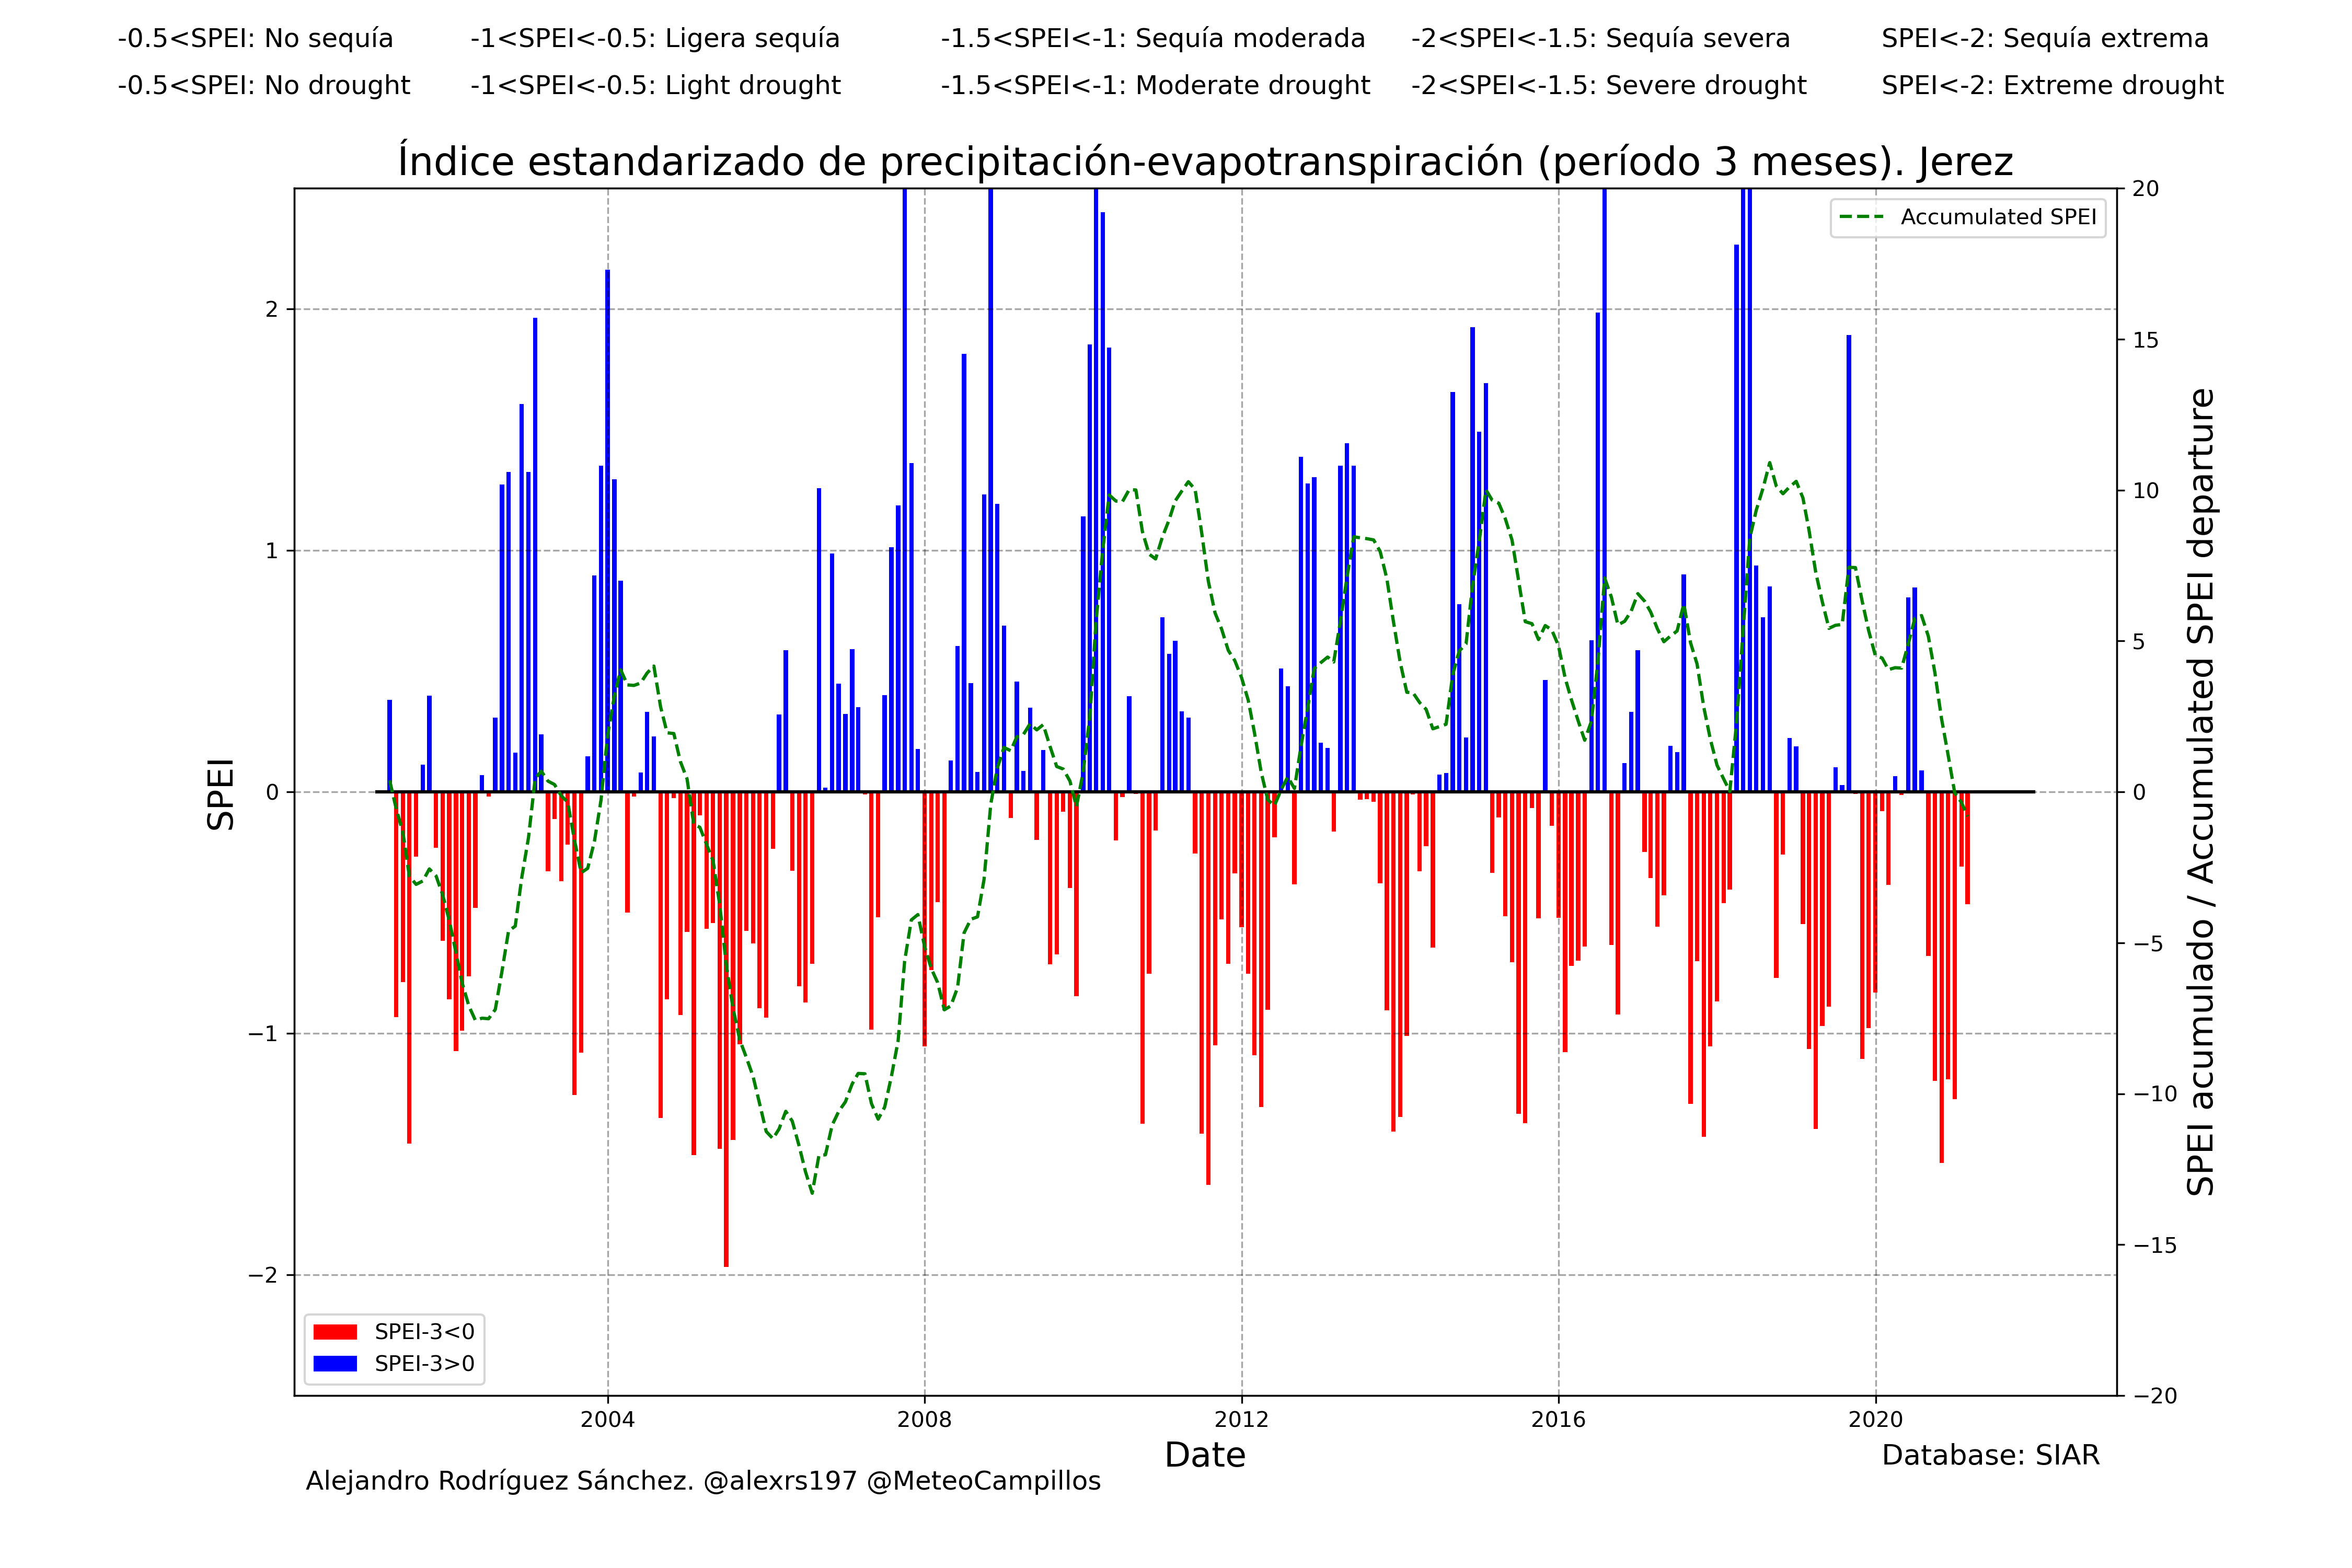 -0.5<SPEI: No sequía -1<SPEI<-0.5: Ligera sequía -1.5<SPEI<-1: Sequía moderada -2<SPEI<-1.5: Sequía severa SPEI<-2: Sequía extrema
-0.5<SPEI: No drought -1<SPEI<-0.5: Light drought -1.5<SPEI<-1: Moderate drought -2<SPEI<-1.5: Severe drought SPEI<-2: Extreme drought
Índice estandarizado de precipitación-evapotranspiración (período 3 meses). Jerez
Accumulated SPEI
SPEI
2
1
0
−1
−2
20
15
10
5
0
−5
−10
−15
−20
SPEI acumulado / Accumulated SPEI departure
SPEI-3<0
SPEI-3>0
2004 2008 2012 2016 2020
Date
Database: SIAR
Alejandro Rodríguez Sánchez. @alexrs197 @MeteoCampillos